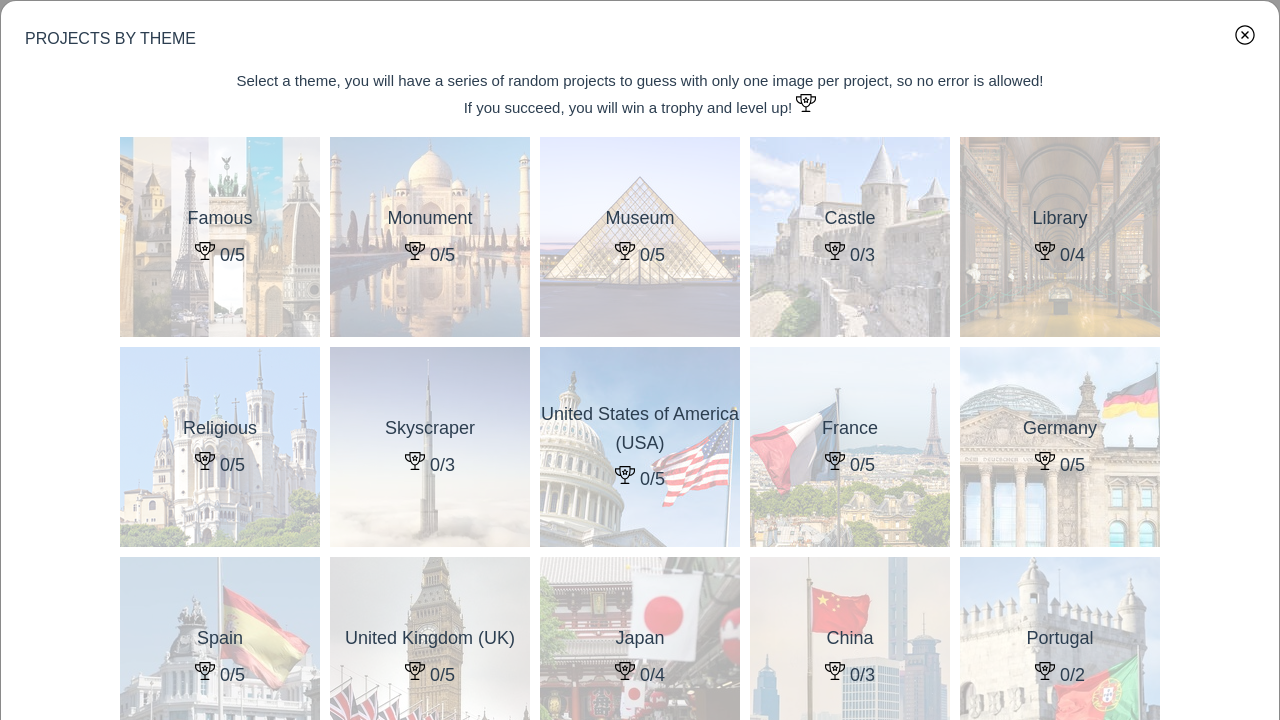 PROJECTS BY THEME
Select a theme, you will have a series of random projects to guess with only one image per project, so no error is allowed!
If you succeed, you will win a trophy and level up!
Famous
0/5
Monument
0/5
Museum
0/5
Castle
0/3
Library
0/4
Religious
0/5
Skyscraper
0/3
United States of America
(USA)
0/5
France
0/5
Germany
0/5
Spain
0/5
United Kingdom (UK)
0/5
Japan
0/4
China
0/3
Portugal
0/2